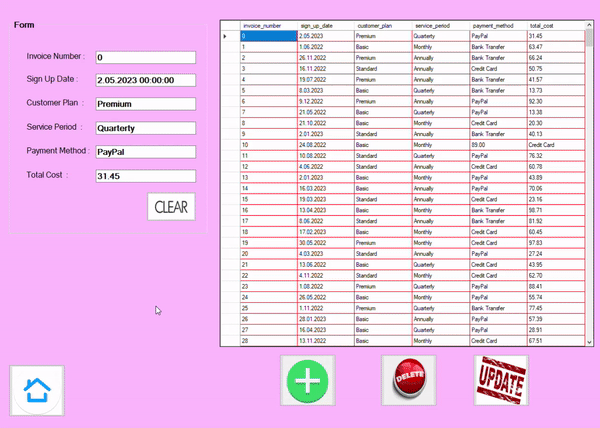 Form
Invoice Number : 0
Sign Up Date : 2.05.2023 00:00:00
Customer Plan : Premium
Service Period : Quarterly
Payment Method : PayPal
Total Cost : 31.45
CLEAR
invoice_number sign_up_date customer_plan service_period payment_method total_cost
0 2.05.2023 Premium Quarterly PayPal 31.45
1 1.06.2022 Basic Monthly Bank Transfer 63.47
2 26.11.2022 Premium Annually Bank Transfer 66.24
3 16.11.2022 Standard Annually Credit Card 50.75
4 19.07.2022 Premium Annually Bank Transfer 41.57
5 8.03.2023 Basic Quarterly Bank Transfer 13.73
6 9.12.2022 Premium Annually PayPal 92.30
7 21.05.2022 Basic Quarterly PayPal 13.38
8 21.10.2022 Basic Monthly Credit Card 20.30
9 2.01.2023 Standard Annually Bank Transfer 40.13
10 24.08.2022 Basic Monthly 89.00 Credit Card
11 10.08.2022 Standard Quarterly PayPal 76.32
12 4.06.2022 Standard Annually Credit Card 60.78
13 2.01.2023 Basic Monthly PayPal 43.89
14 16.03.2022 Basic Annually PayPal 70.06
15 19.03.2022 Standard Monthly Credit Card 23.16
16 13.04.2022 Basic Monthly Bank Transfer 98.71
17 8.06.2022 Standard Annually Bank Transfer 81.92
18 17.02.2022 Basic Monthly Credit Card 60.45
19 30.05.2022 Premium Monthly Credit Card 97.83
20 4.03.2023 Standard Annually PayPal 27.24
21 13.06.2022 Basic Quarterly Credit Card 43.95
22 4.11.2022 Standard Monthly Credit Card 62.70
23 1.08.2022 Premium Quarterly PayPal 88.41
24 26.05.2022 Basic Monthly PayPal 55.74
25 1.11.2022 Premium Quarterly Bank Transfer 77.45
26 28.01.2023 Basic Annually PayPal 57.39
27 16.04.2022 Basic Quarterly PayPal 28.91
28 13.11.2022 Basic Monthly Credit Card 67.51
DELETE
UPDATE